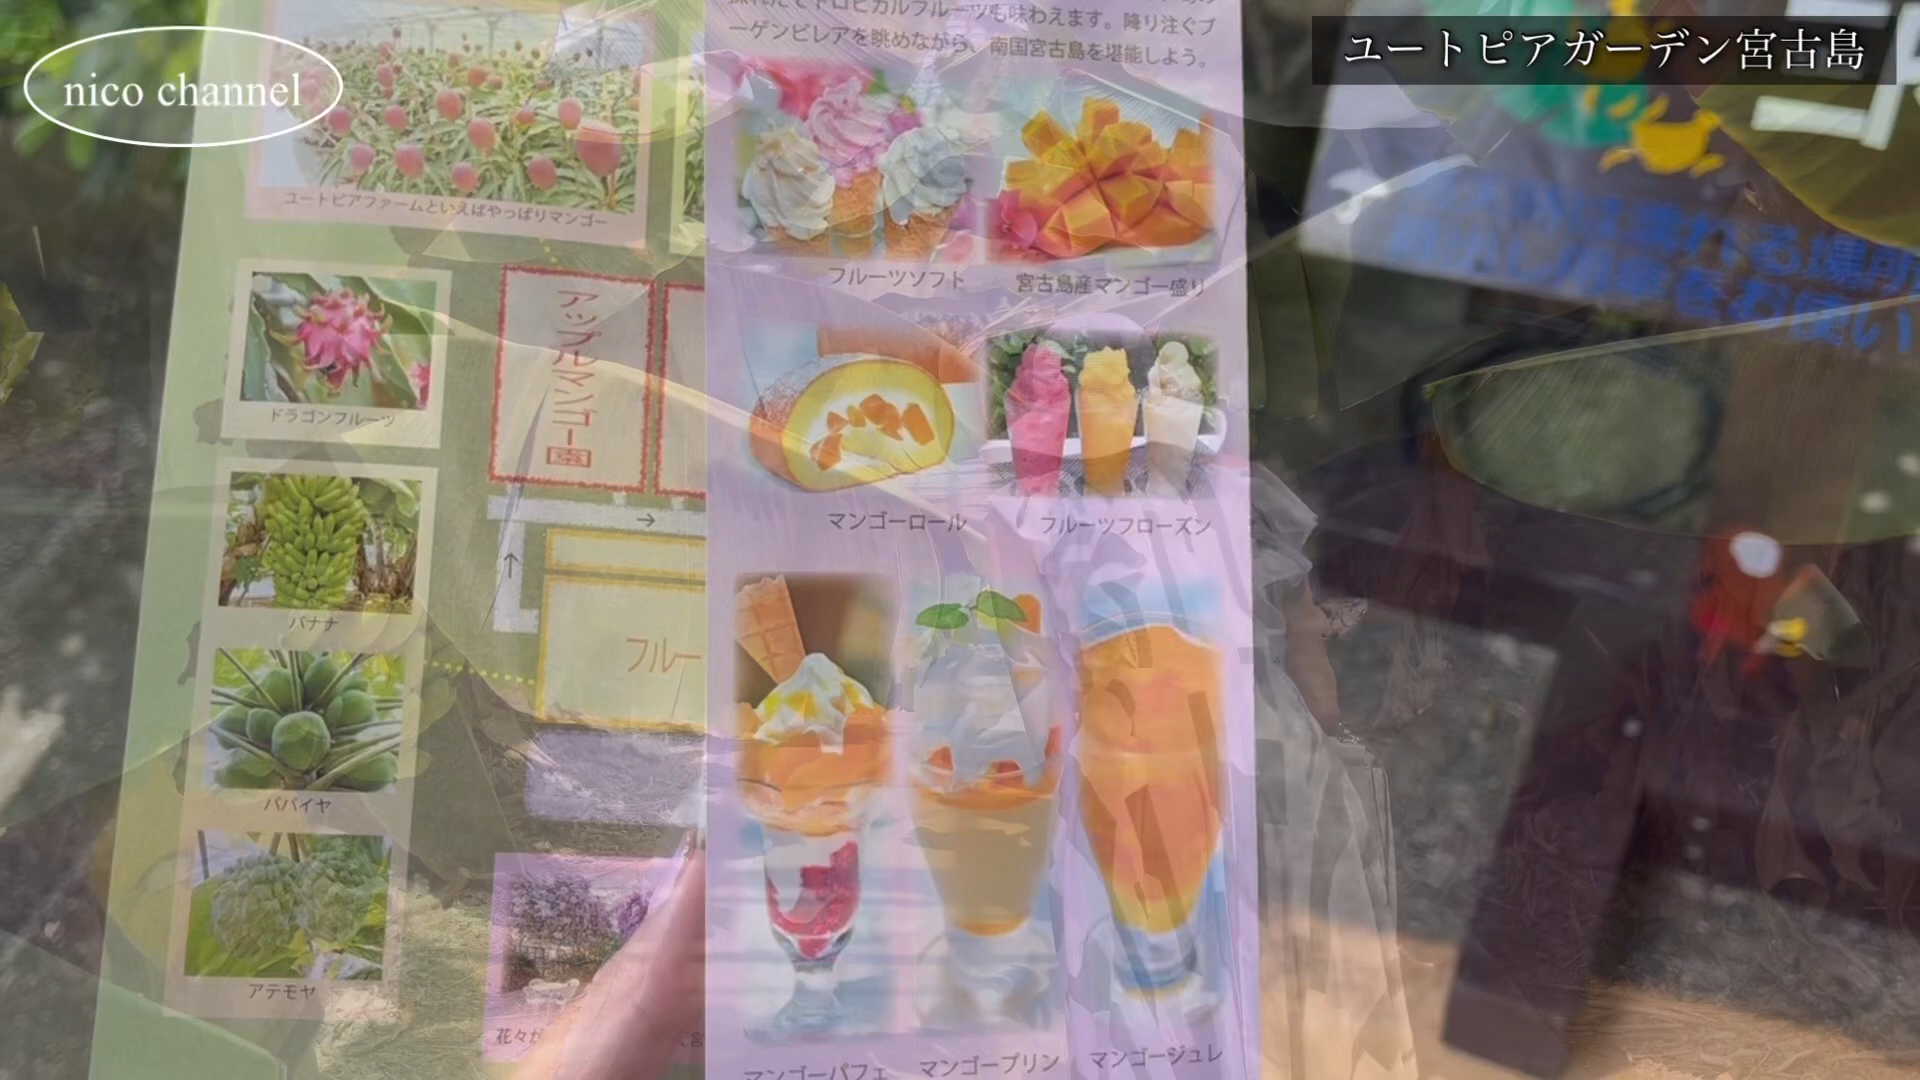 nico channel
ユートピアガーデン宮古島
トロピカルフルーツも味わえます。降り注ぐブ
ーゲンビレアを眺めながら、南国宮古島を堪能しよう。
ユートピアファームといえばやっぱりマンゴー
フルーツソフト
宮古島産マンゴー盛り
ドラゴンフルーツ
アップルマンゴー園
マンゴーロール
フルーツフローズン
バナナ
フルー
パパイヤ
アテモヤ
花々が
マンゴーパフェ
マンゴープリン
マンゴージュレ
れる場所
をお使い